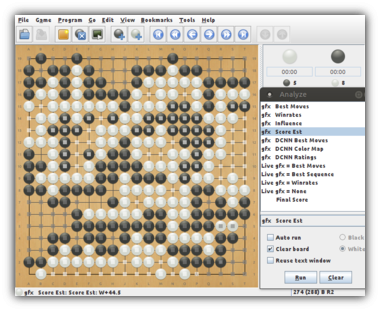 File Game Program Go Edit View Bookmarks Tools Help
00:00 00:00
Analyze
gfx Best Moves
gfx Winrates
gfx Influence
gfx Score Est
gfx DCNN Best Moves
gfx DCNN Color Map
gfx DCNN Ratings
Live gfx = Best Moves
Live gfx = Best Sequence
Live gfx = Winrates
Live gfx = None
Final Score
gfx Score Est
Auto run Black
Clear board White
Reuse text window
Run Clear
gfx Score Est: Score Est: W+44.5 274 (288) B R2